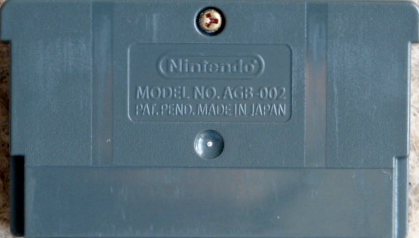 Nintendo
MODEL NO. AGB-002
PAT. PEND. MADE IN JAPAN